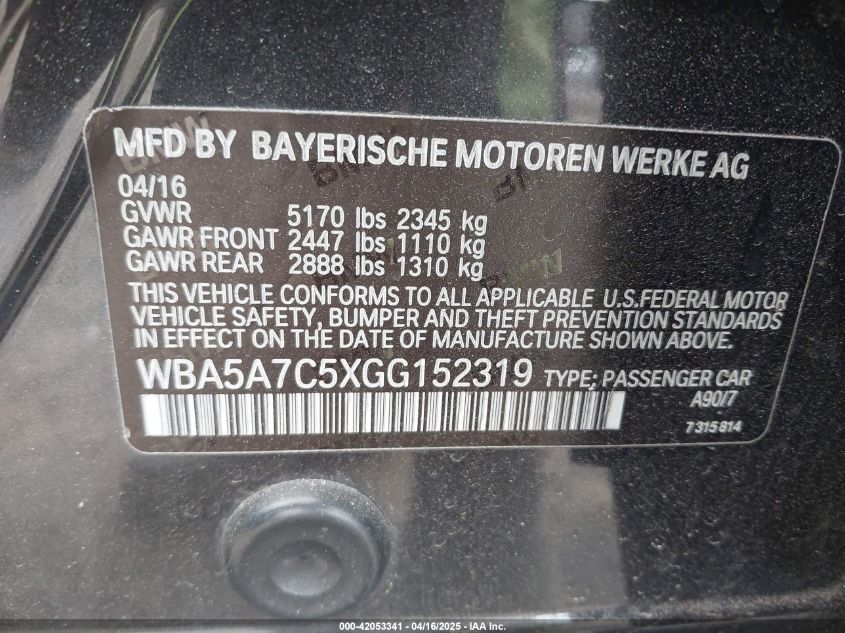 MFD BY BAYERISCHE MOTOREN WERKE AG
04/16
GVWR 5170 lbs 2345 kg
GAWR FRONT 2447 lbs 1110 kg
GAWR REAR 2888 lbs 1310 kg
THIS VEHICLE CONFORMS TO ALL APPLICABLE U.S.FEDERAL MOTOR
VEHICLE SAFETY, BUMPER AND THEFT PREVENTION STANDARDS
IN EFFECT ON THE DATE OF MANUFACTURE SHOWN ABOVE.
WBA5A7C5XGG152319 TYPE; PASSENGER CAR
A90/7
7315814
000-42053341 - 04/16/2025 - IAA Inc.